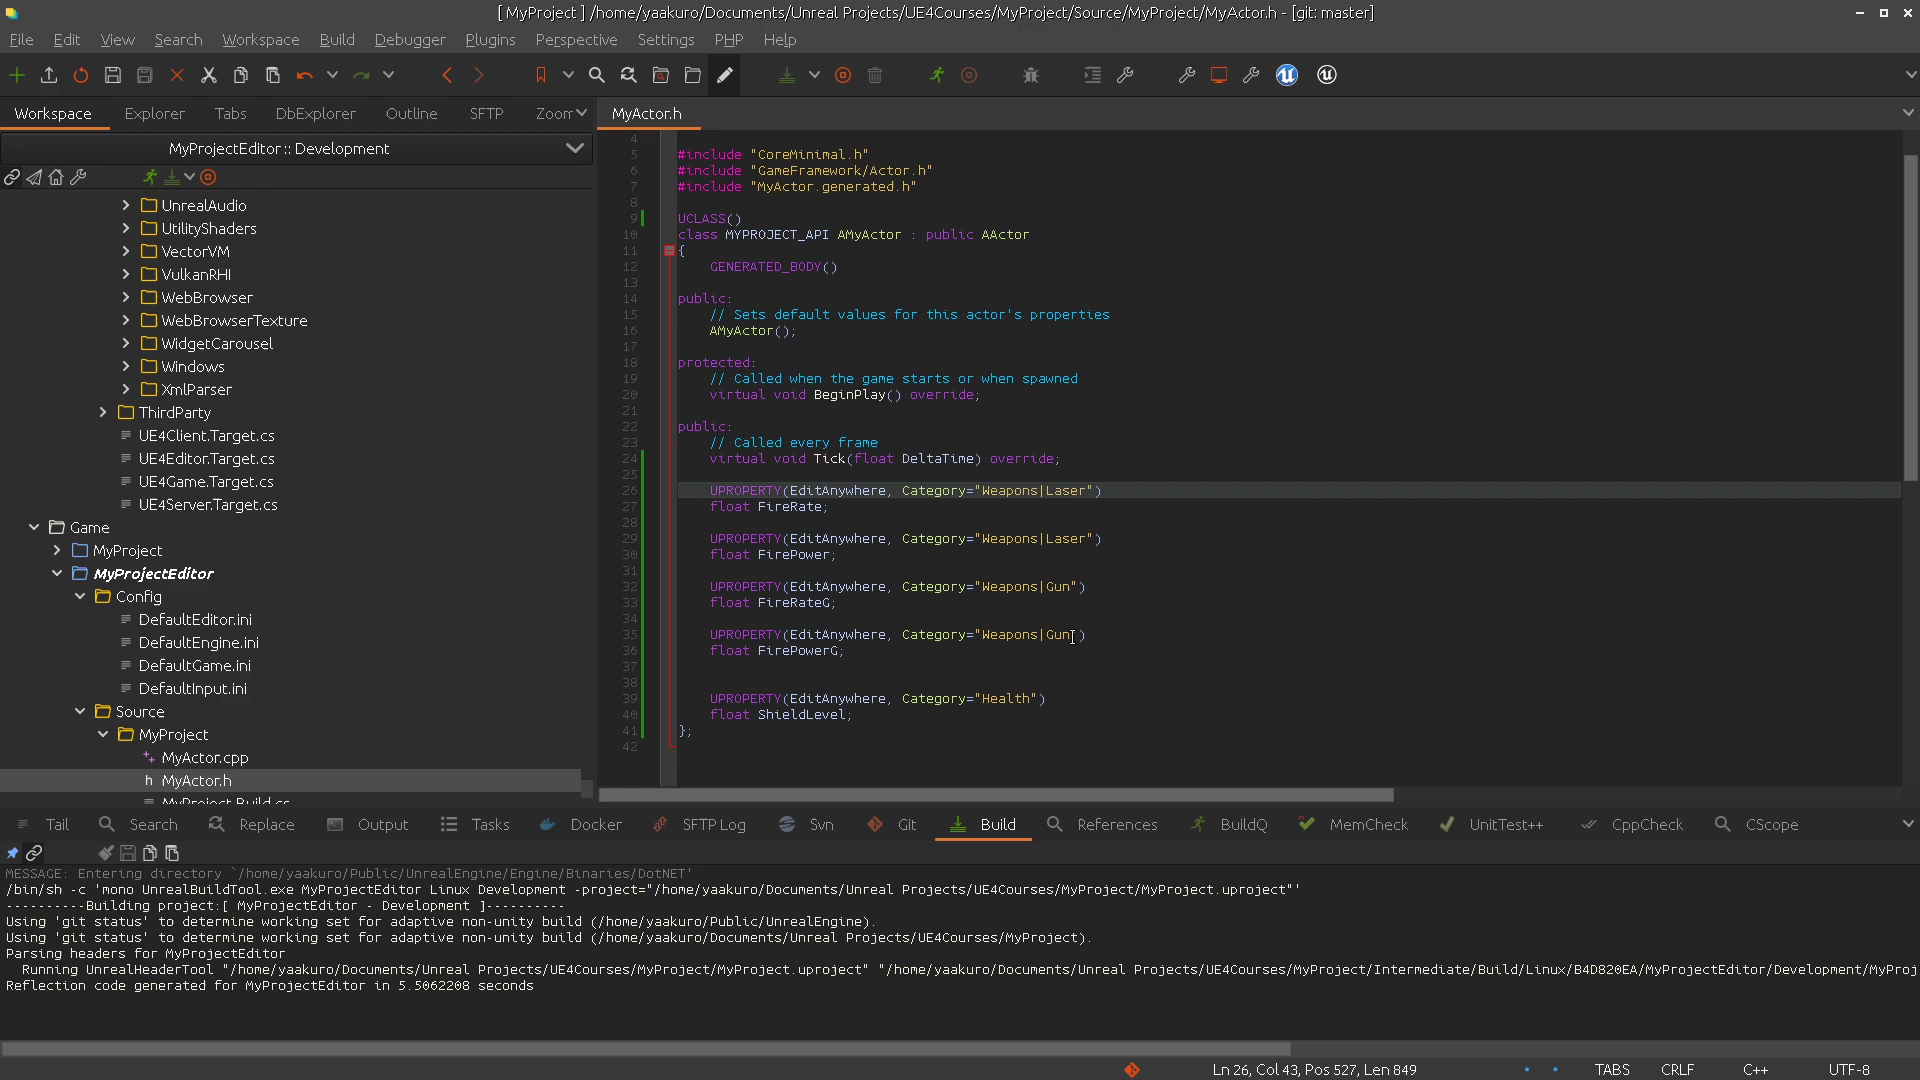 [ MyProject ] /home/yaakuro/Documents/Unreal Projects/UE4Courses/MyProject/Source/MyProject/MyActor.h - [git: master]
File Edit View Search Workspace Build Debugger Plugins Perspective Settings PHP Help
Workspace Explorer Tabs DbExplorer Outline SFTP Zoom
MyProjectEditor :: Development
UnrealAudio
UtilityShaders
VectorVM
VulkanRHI
WebBrowser
WebBrowserTexture
WidgetCarousel
Windows
XmlParser
ThirdParty
UE4Client.Target.cs
UE4Editor.Target.cs
UE4Game.Target.cs
UE4Server.Target.cs
Game
MyProject
MyProjectEditor
Config
DefaultEditor.ini
DefaultEngine.ini
DefaultGame.ini
DefaultInput.ini
Source
MyProject
MyActor.cpp
MyActor.h
MyProject.Build.cs
MyActor.h
4
5 #include "CoreMinimal.h"
6 #include "GameFramework/Actor.h"
7 #include "MyActor.generated.h"
8
9 UCLASS()
10 class MYPROJECT_API AMyActor : public AActor
11 {
12 GENERATED_BODY()
13
14 public:
15 // Sets default values for this actor's properties
16 AMyActor();
17
18 protected:
19 // Called when the game starts or when spawned
20 virtual void BeginPlay() override;
21
22 public:
23 // Called every frame
24 virtual void Tick(float DeltaTime) override;
25
26 UPROPERTY(EditAnywhere, Category="Weapons|Laser")
27 float FireRate;
28
29 UPROPERTY(EditAnywhere, Category="Weapons|Laser")
30 float FirePower;
31
32 UPROPERTY(EditAnywhere, Category="Weapons|Gun")
33 float FireRateG;
34
35 UPROPERTY(EditAnywhere, Category="Weapons|Gun")
36 float FirePowerG;
37
38
39 UPROPERTY(EditAnywhere, Category="Health")
40 float ShieldLevel;
41 };
42
Tail Search Replace Output Tasks Docker SFTP Log Svn Git Build References BuildQ MemCheck UnitTest++ CppCheck CScope
MESSAGE: Entering directory `/home/yaakuro/Public/UnrealEngine/Engine/Binaries/DotNET'
/bin/sh -c 'mono UnrealBuildTool.exe MyProjectEditor Linux Development -project="/home/yaakuro/Documents/Unreal Projects/UE4Courses/MyProject/MyProject.uproject"'
----------Building project:[ MyProjectEditor - Development ]----------
Using 'git status' to determine working set for adaptive non-unity build (/home/yaakuro/Public/UnrealEngine).
Using 'git status' to determine working set for adaptive non-unity build (/home/yaakuro/Documents/Unreal Projects/UE4Courses/MyProject).
Parsing headers for MyProjectEditor
Running UnrealHeaderTool "/home/yaakuro/Documents/Unreal Projects/UE4Courses/MyProject/MyProject.uproject" "/home/yaakuro/Documents/Unreal Projects/UE4Courses/MyProject/Intermediate/Build/Linux/B4D820EA/MyProjectEditor/Development/MyProj
Reflection code generated for MyProjectEditor in 5.5062208 seconds
Ln 26, Col 43, Pos 527, Len 849 TABS CRLF C++ UTF-8